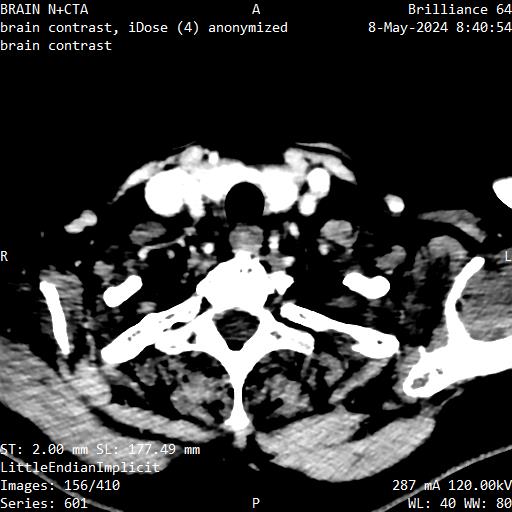 BRAIN N+CTA
A
Brilliance 64
brain contrast, iDose (4) anonymized
8-May-2024 8:40:54
brain contrast
R
L
ST: 2.00 mm SL: 177.49 mm
LittleEndianImplicit
Images: 156/410
287 mA 120.00kV
Series: 601
P
WL: 40 WW: 80